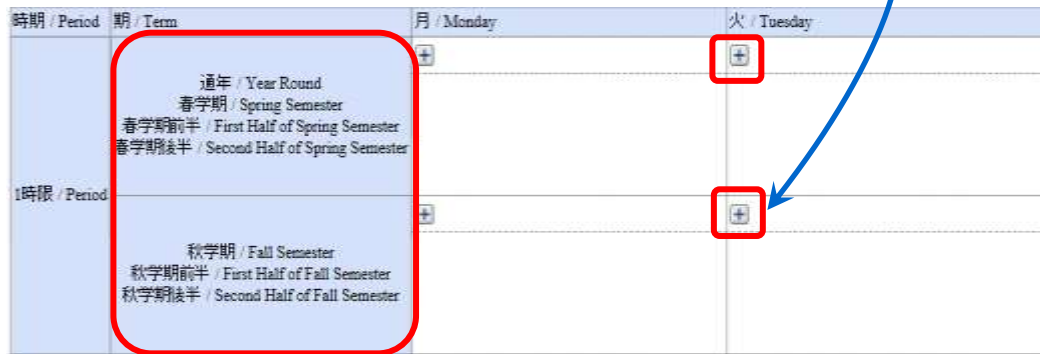 時期 / Period 期 / Term 月 / Monday 火 / Tuesday
通年 / Year Round
春学期 / Spring Semester
春学期前半 / First Half of Spring Semester
春学期後半 / Second Half of Spring Semester
1時限 / Period
秋学期 / Fall Semester
秋学期前半 / First Half of Fall Semester
秋学期後半 / Second Half of Fall Semester